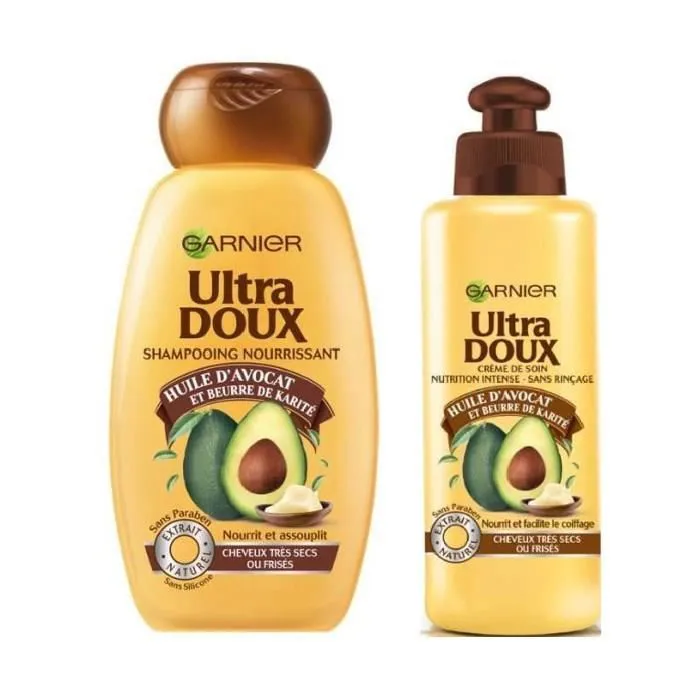 GARNIER
Ultra
DOUX
SHAMPOOING NOURRISSANT
HUILE D'AVOCAT
ET BEURRE DE KARITÉ
Sans Paraben
EXTRAIT
NATUREL
Sans Silicone
Nourrit et assouplit
CHEVEUX TRÈS SECS
OU FRISÉS
GARNIER
Ultra
DOUX
CRÈME DE SOIN
NUTRITION INTENSE - SANS RINÇAGE
HUILE D'AVOCAT
ET BEURRE DE KARITÉ
Sans Paraben
EXTRAIT
NATUREL
Nourrit et facilite le coiffage
CHEVEUX TRÈS SECS
OU FRISÉS